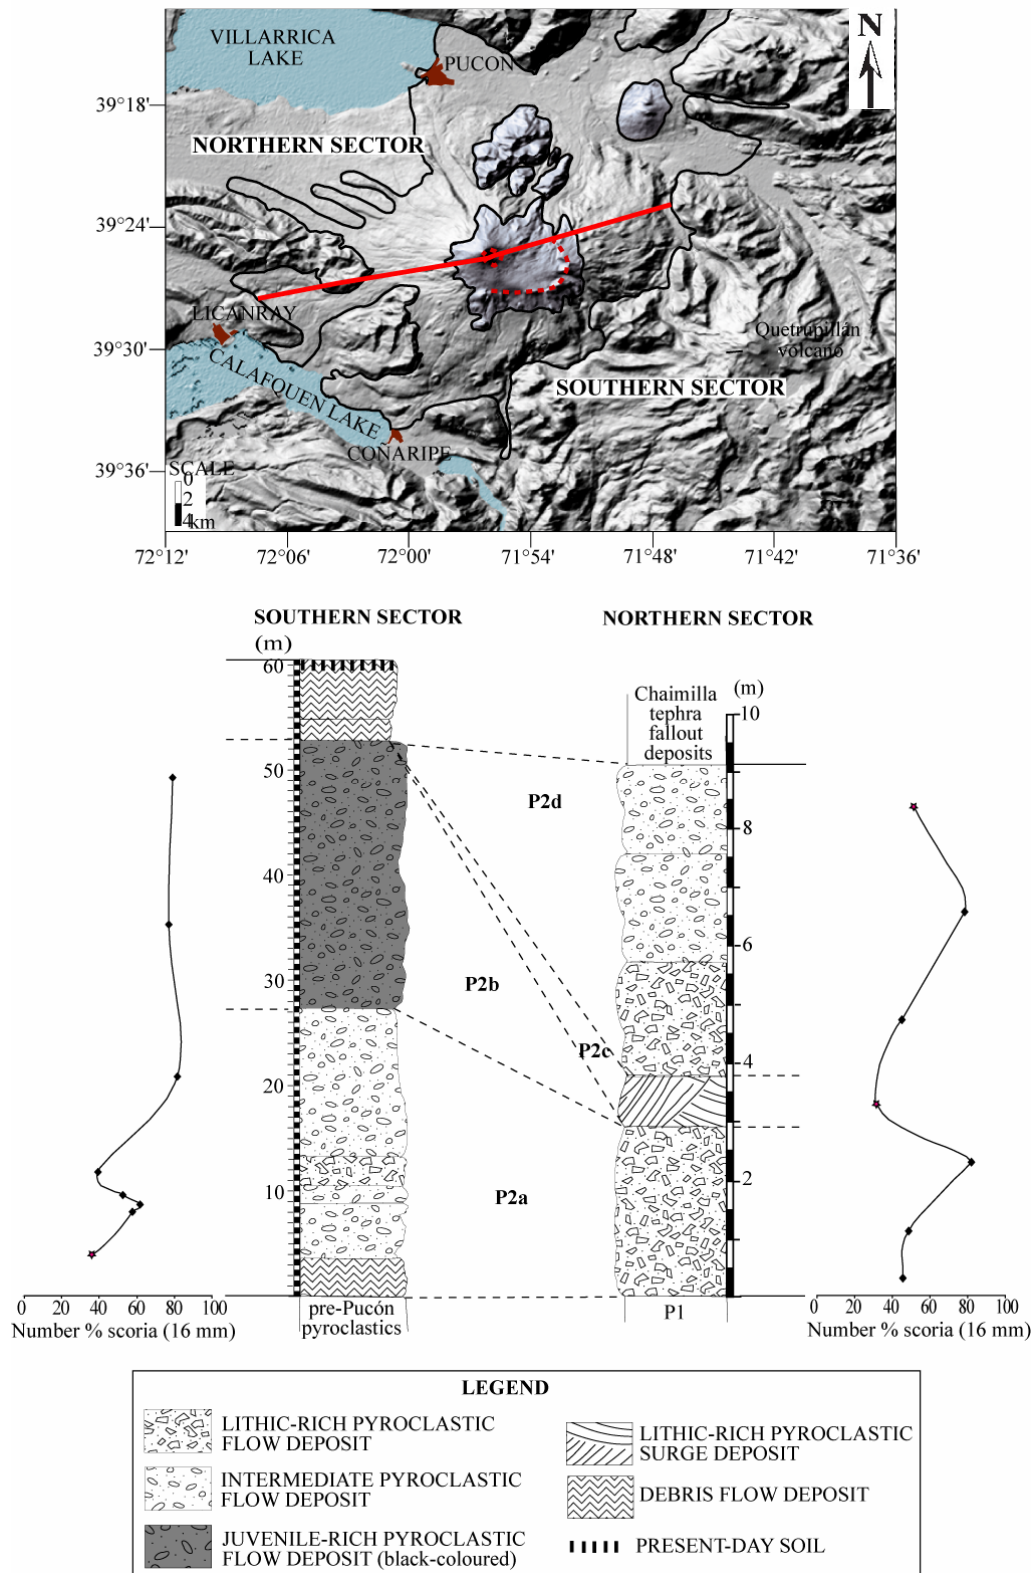 VILLARRICA
LAKE
PUCON
N
39°18'
NORTHERN SECTOR
39°24'
LICANRAY
39°30'
Quetrupillán
volcano
CALAFQUEN LAKE
SOUTHERN SECTOR
COÑARIPE
39°36'
SCALE
0
2
4km
72°12' 72°06' 72°00' 71°54' 71°48' 71°42' 71°36'
SOUTHERN SECTOR
(m)
NORTHERN SECTOR
60
50
40
30
20
10
Chaimilla
tephra
fallout
deposits
(m)
10
8
6
4
2
P2d
P2b
P2c
P2a
pre-Pucón
pyroclastics
P1
0 20 40 60 80 100
Number % scoria (16 mm)
0 20 40 60 80 100
Number % scoria (16 mm)
LEGEND
LITHIC-RICH PYROCLASTIC
FLOW DEPOSIT
INTERMEDIATE PYROCLASTIC
FLOW DEPOSIT
JUVENILE-RICH PYROCLASTIC
FLOW DEPOSIT (black-coloured)
LITHIC-RICH PYROCLASTIC
SURGE DEPOSIT
DEBRIS FLOW DEPOSIT
PRESENT-DAY SOIL